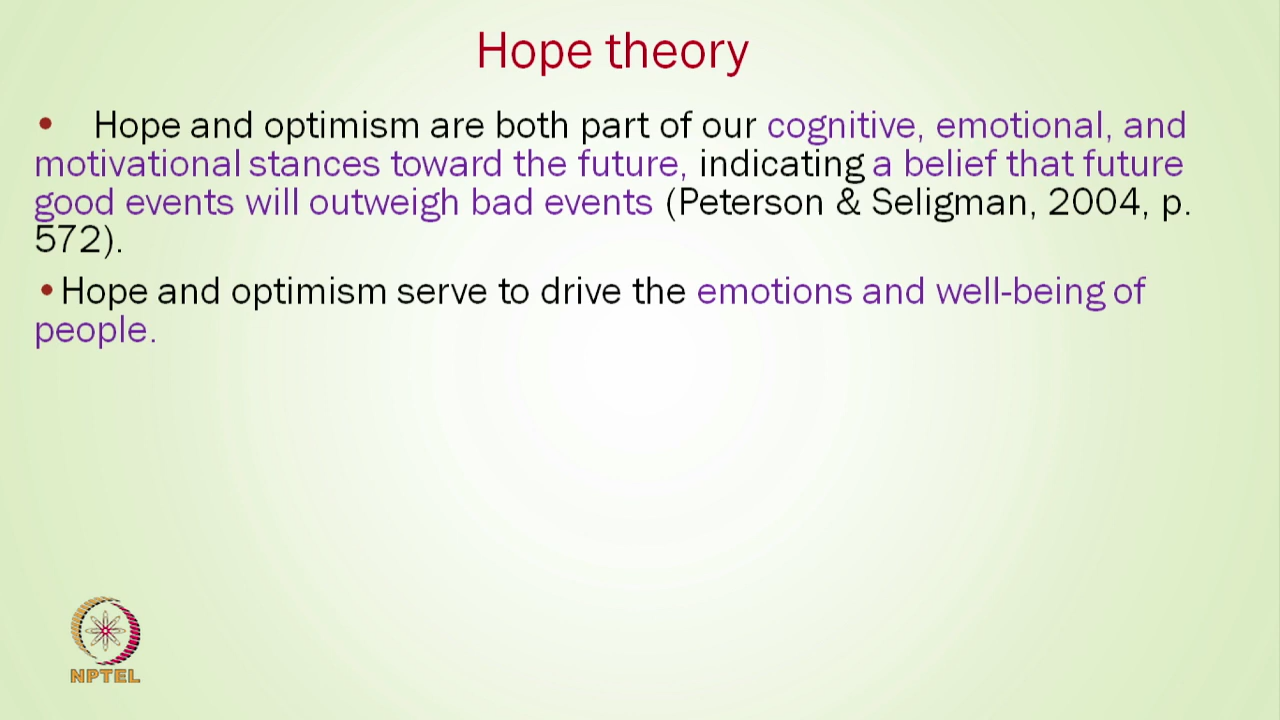 Hope theory
• Hope and optimism are both part of our cognitive, emotional, and
motivational stances toward the future, indicating a belief that future
good events will outweigh bad events (Peterson & Seligman, 2004, p.
572).
• Hope and optimism serve to drive the emotions and well-being of
people.
NPTEL